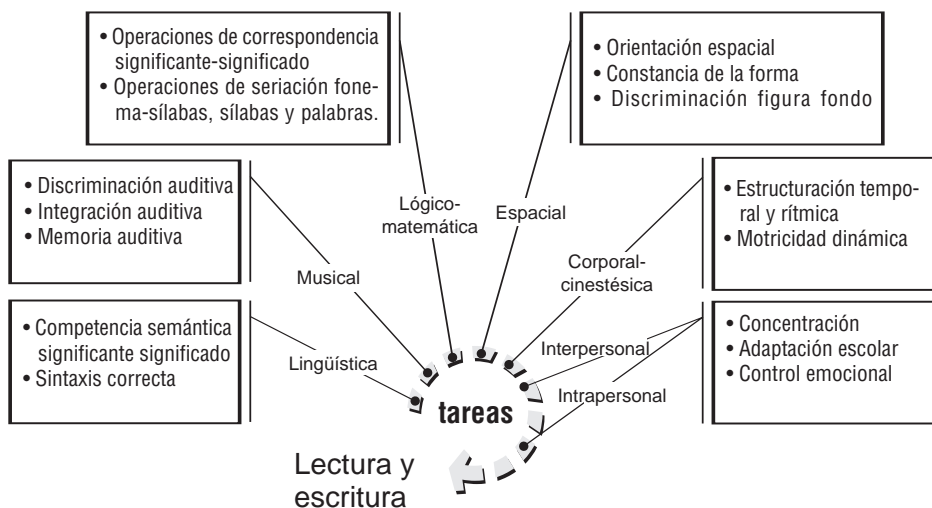 • Operaciones de correspondencia
significante-significado
• Operaciones de seriación fone-
ma-sílabas, sílabas y palabras.
• Orientación espacial
• Constancia de la forma
• Discriminación figura fondo
• Discriminación auditiva
• Integración auditiva
• Memoria auditiva
• Estructuración tempo-
ral y rítmica
• Motricidad dinámica
• Competencia semántica
significante significado
• Sintaxis correcta
• Concentración
• Adaptación escolar
• Control emocional
Lingüística
Musical
Lógico-
matemática
Espacial
Corporal-
cinestésica
Interpersonal
Intrapersonal
tareas
Lectura y
escritura